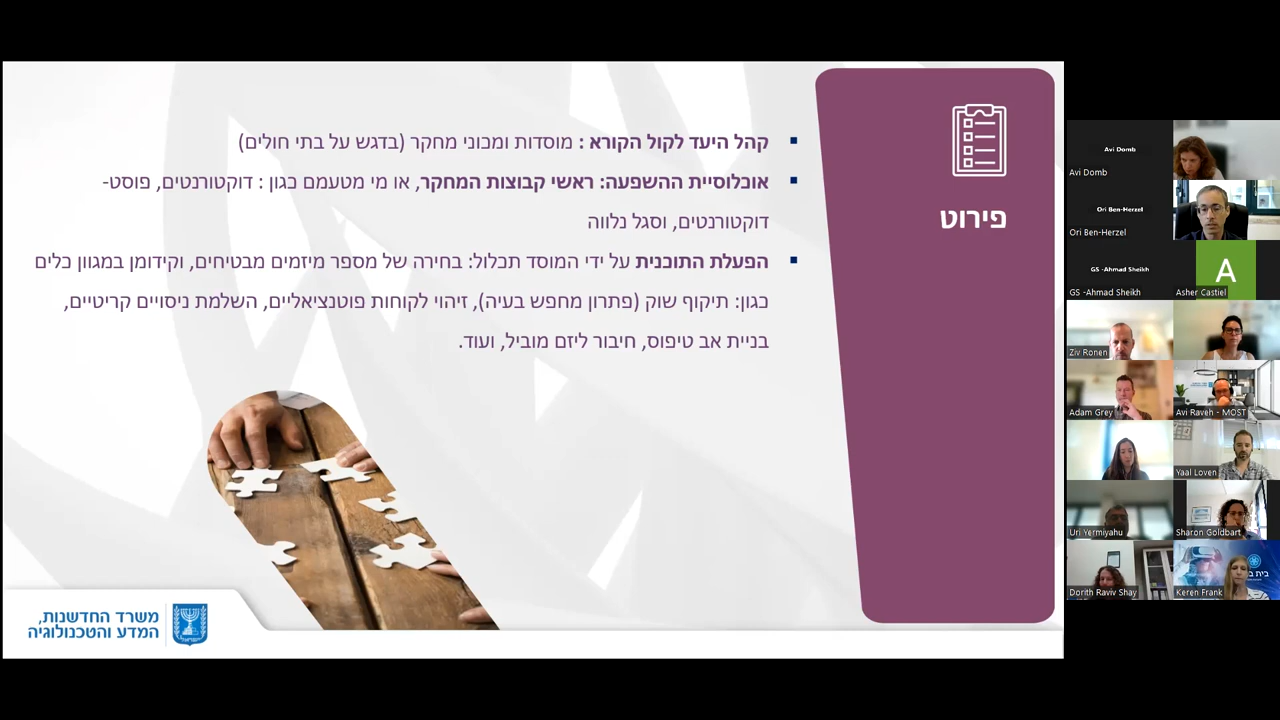 פירוט
קהל היעד לקול הקורא : מוסדות ומכוני מחקר (בדגש על בתי חולים)
אוכלוסיית ההשפעה: ראשי קבוצות המחקר, או מי מטעמם כגון : דוקטורנטים, פוסט-
דוקטורנטים, וסגל נלווה
הפעלת התוכנית על ידי המוסד תכלול: בחירה של מספר מיזמים מבטיחים, וקידומן במגוון כלים
כגון: תיקוף שוק (פתרון מחפש בעיה), זיהוי לקוחות פוטנציאליים, השלמת ניסויים קריטיים,
בניית אב טיפוס, חיבור ליזם מוביל, ועוד.
משרד החדשנות,
המדע והטכנולוגיה
Avi Domb
Avi Domb
Ori Ben-Herzel
Ori Ben-Herzel
GS -Ahmad Sheikh
GS -Ahmad Sheikh
A
Asher Castiel
Ziv Ronen
Adam Grey
Avi Raveh - MOST
Yaal Loven
Uri Yermiyahu
Sharon Goldbart
Dorith Raviv Shay
Keren Frank